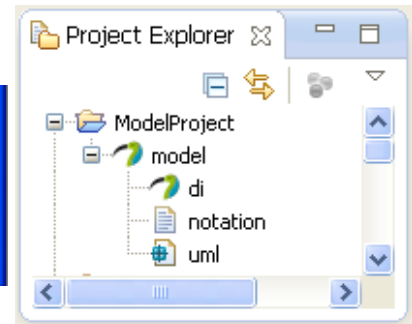 Project Explorer
ModelProject
model
di
notation
uml